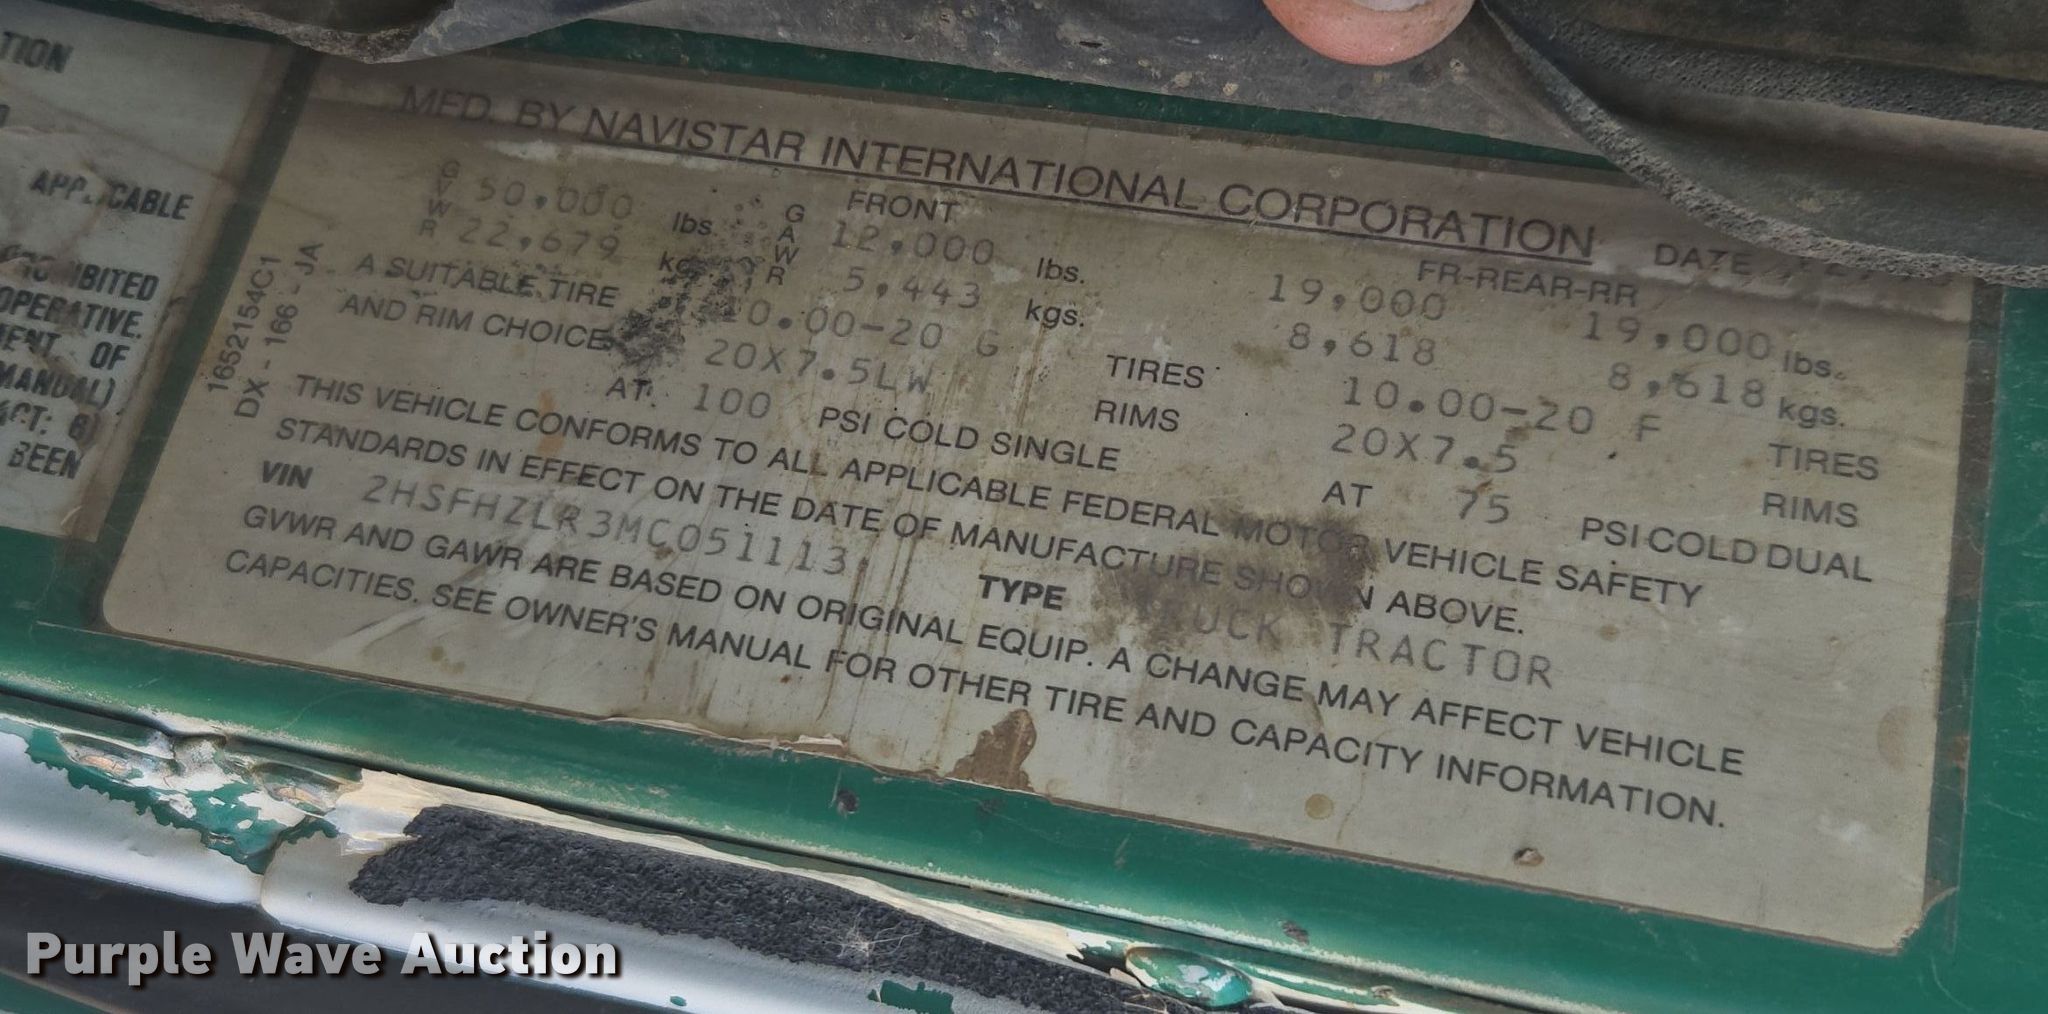 TION
APPLICABLE
PROHIBITED
OPERATIVE.
MENT OF
MANUAL)
ACT: B)
BEEN
1652154C1
DX - 166 - JA
MFD. BY NAVISTAR INTERNATIONAL CORPORATION DATE
GVWR 50,000 lbs. GAWR FRONT 12,000 lbs. FR-REAR-RR 19,000 19,000 lbs.
22,679 kgs. 5,443 kgs. 8,618 8,618 kgs.
A SUITABLE TIRE 10.00-20 G TIRES 10.00-20 F TIRES
AND RIM CHOICE 20X7.5LW RIMS 20X7.5 RIMS
AT 100 PSI COLD SINGLE AT 75 PSI COLD DUAL
THIS VEHICLE CONFORMS TO ALL APPLICABLE FEDERAL MOTOR VEHICLE SAFETY
STANDARDS IN EFFECT ON THE DATE OF MANUFACTURE SHOWN ABOVE.
VIN 2HSFHZLR3MC051113 TYPE TRUCK TRACTOR
GVWR AND GAWR ARE BASED ON ORIGINAL EQUIP. A CHANGE MAY AFFECT VEHICLE
CAPACITIES. SEE OWNER'S MANUAL FOR OTHER TIRE AND CAPACITY INFORMATION.
Purple Wave Auction